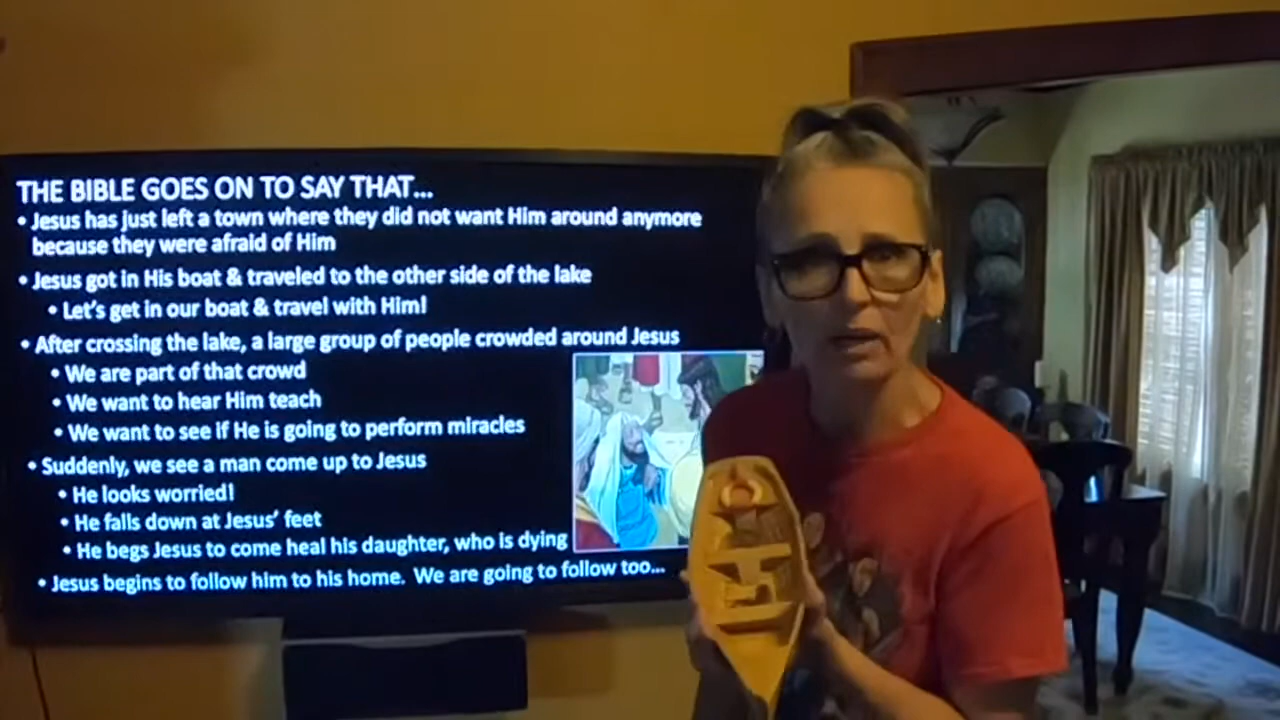 THE BIBLE GOES ON TO SAY THAT...
• Jesus has just left a town where they did not want Him around anymore
because they were afraid of Him
• Jesus got in His boat & traveled to the other side of the lake
• Let's get in our boat & travel with Him!
• After crossing the lake, a large group of people crowded around Jesus
• We are part of that crowd
• We want to hear Him teach
• We want to see if He is going to perform miracles
• Suddenly, we see a man come up to Jesus
• He looks worried!
• He falls down at Jesus' feet
• He begs Jesus to come heal his daughter, who is dying
• Jesus begins to follow him to his home. We are going to follow too...